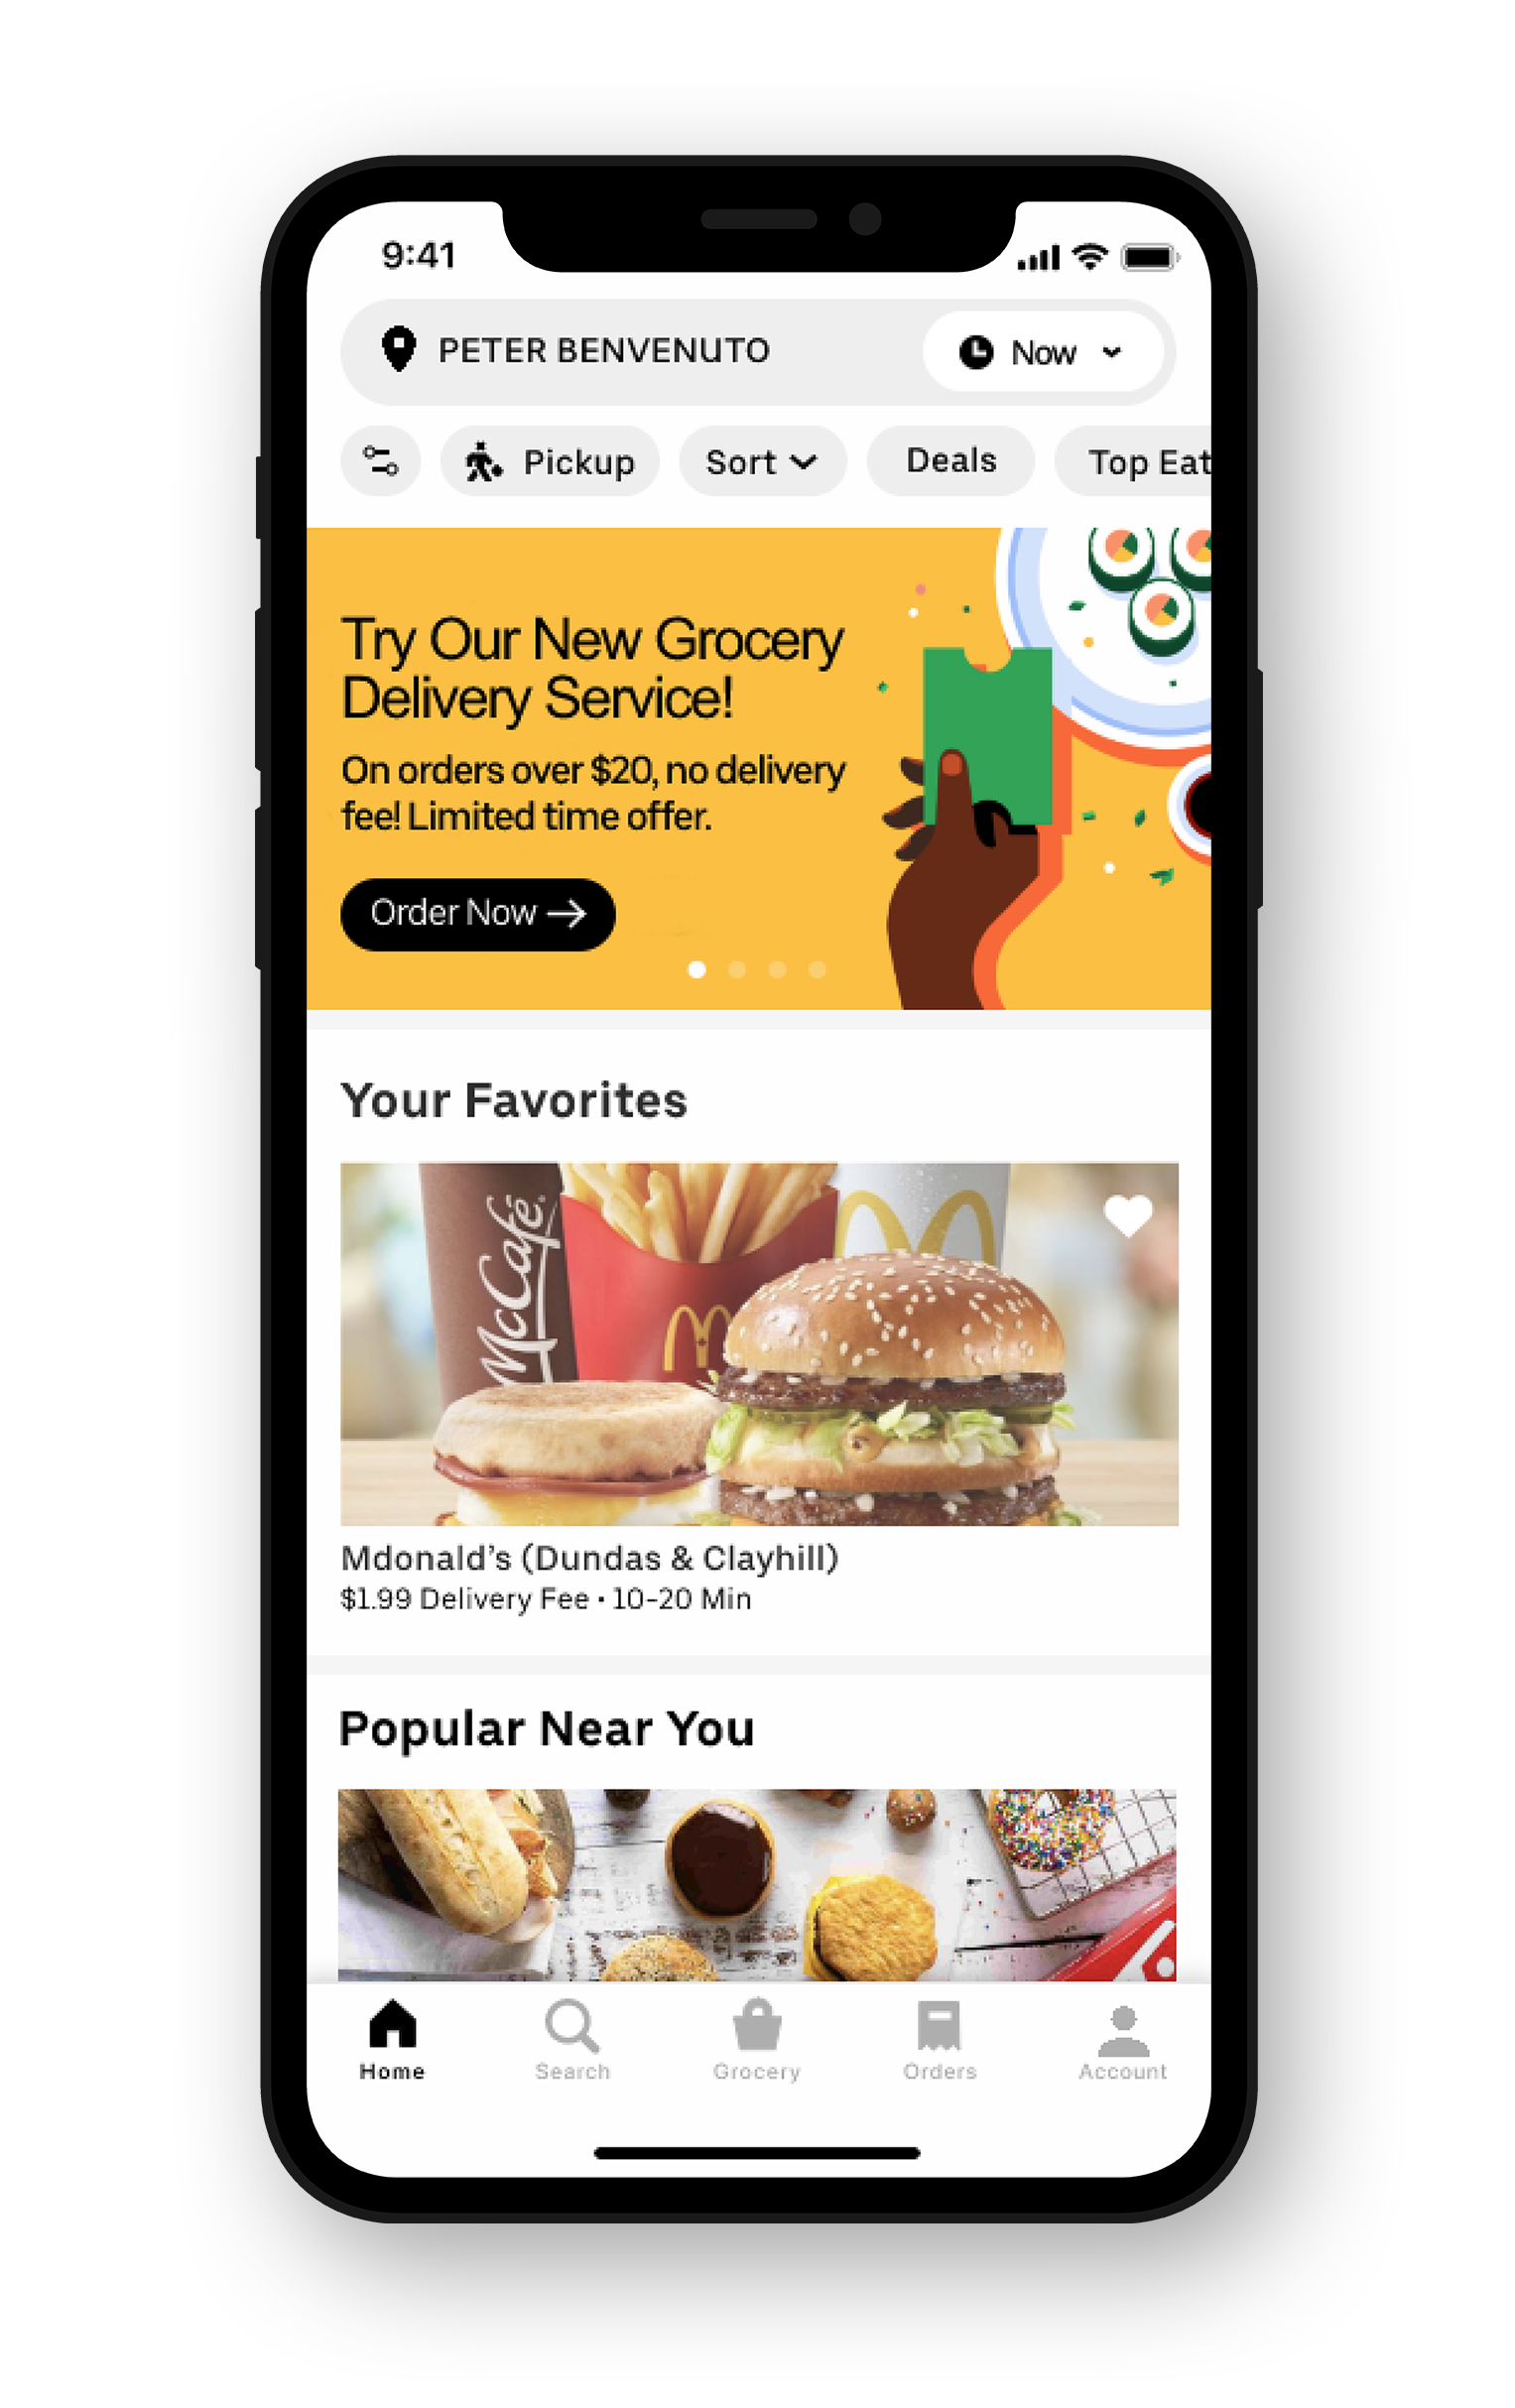 9:41
PETER BENVENUTO
Now
Pickup
Sort
Deals
Top Eat
Try Our New Grocery
Delivery Service!
On orders over $20, no delivery
fee! Limited time offer.
Order Now →
Your Favorites
McCafé
Mdonald’s (Dundas & Clayhill)
$1.99 Delivery Fee • 10-20 Min
Popular Near You
Home
Search
Grocery
Orders
Account